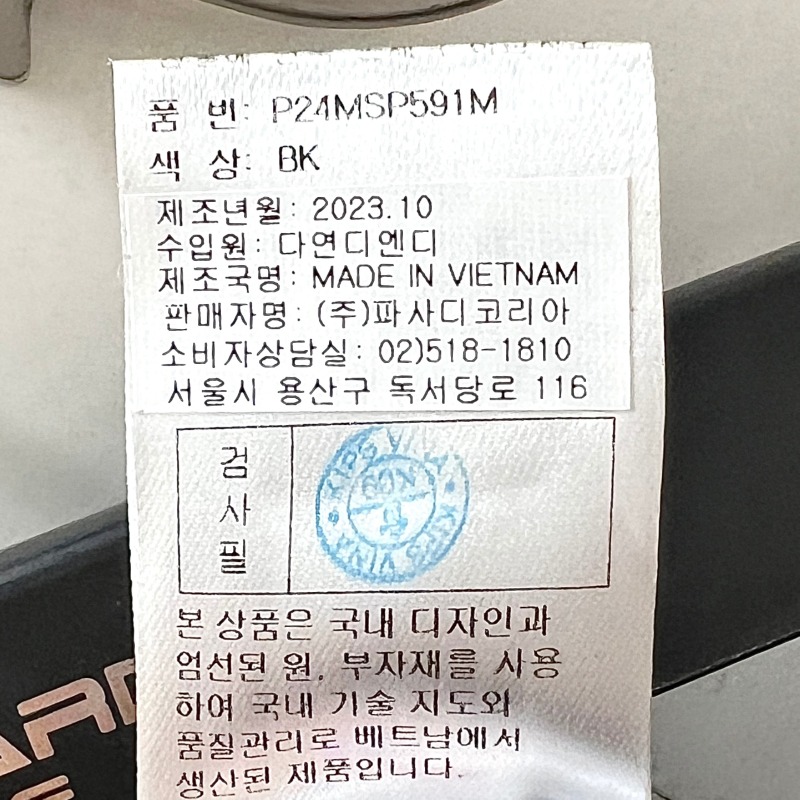 품 번: P24MSP591M
색 상: BK
제조년월: 2023.10
수입원: 다연디엔디
제조국명: MADE IN VIETNAM
판매자명: (주)파사디코리아
소비자상담실: 02)518-1810
서울시 용산구 독서당로 116
검사필
KIPS VINA
KIPS VINA
본 상품은 국내 디자인과
엄선된 원, 부자재를 사용
하여 국내 기술 지도와
품질관리로 베트남에서
생산된 제품입니다.